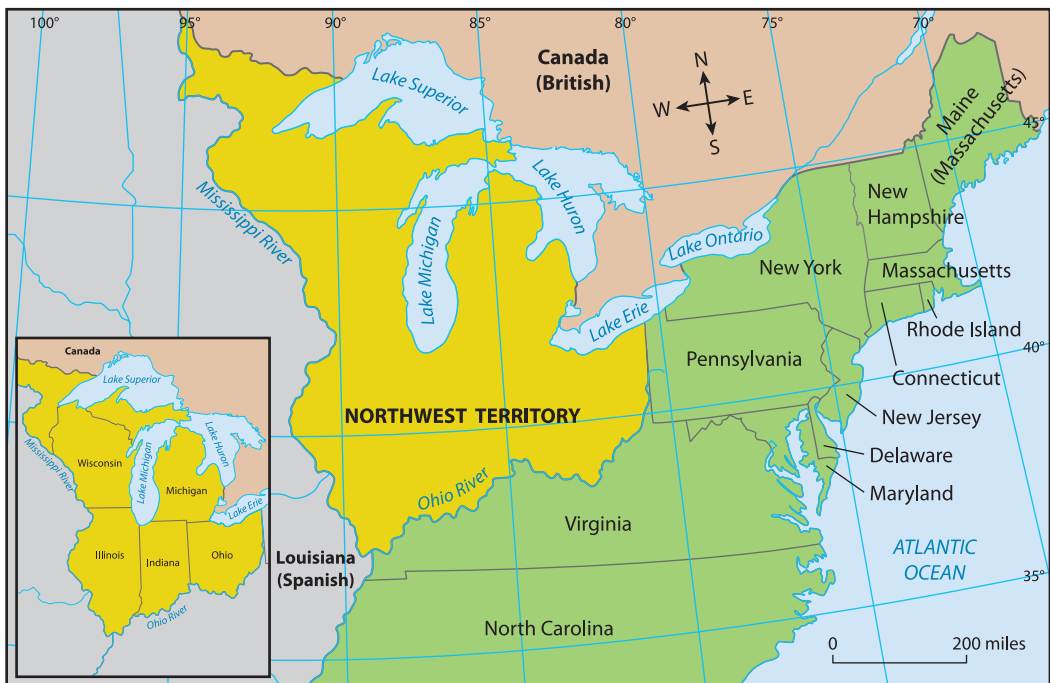 100°
95
90°
85°
80°
75°
70°
Canada
(British)
N
W
E
S
Lake Superior
Maine
(Massachusetts)
45°
Mississippi River
Lake Huron
New
Hampshire
Lake Michigan
Lake Ontario
New York
Massachusetts
Lake Erie
Rhode Island
40°
Pennsylvania
Connecticut
NORTHWEST TERRITORY
New Jersey
Delaware
Ohio River
Maryland
Virginia
ATLANTIC
OCEAN
Louisiana
(Spanish)
35°
North Carolina
0
200 miles
Canada
Lake Superior
Mississippi River
Wisconsin
Lake Michigan
Lake Huron
Michigan
Lake Erie
Illinois
Indiana
Ohio
Ohio River